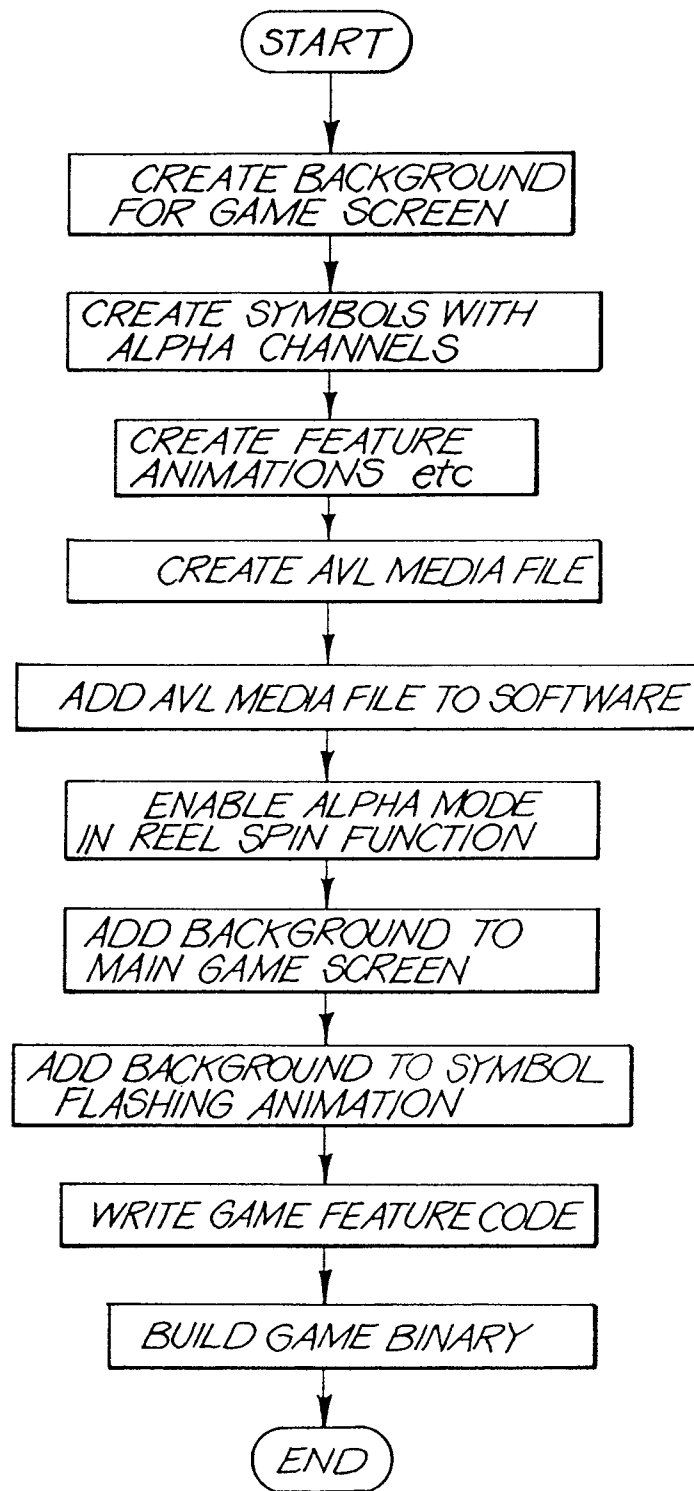 START
CREATE BACKGROUND
FOR GAME SCREEN
CREATE SYMBOLS WITH
ALPHA CHANNELS
CREATE FEATURE
ANIMATIONS etc
CREATE AVL MEDIA FILE
ADD AVL MEDIA FILE TO SOFTWARE
ENABLE ALPHA MODE
IN REEL SPIN FUNCTION
ADD BACKGROUND TO
MAIN GAME SCREEN
ADD BACKGROUND TO SYMBOL
FLASHING ANIMATION
WRITE GAME FEATURE CODE
BUILD GAME BINARY
END